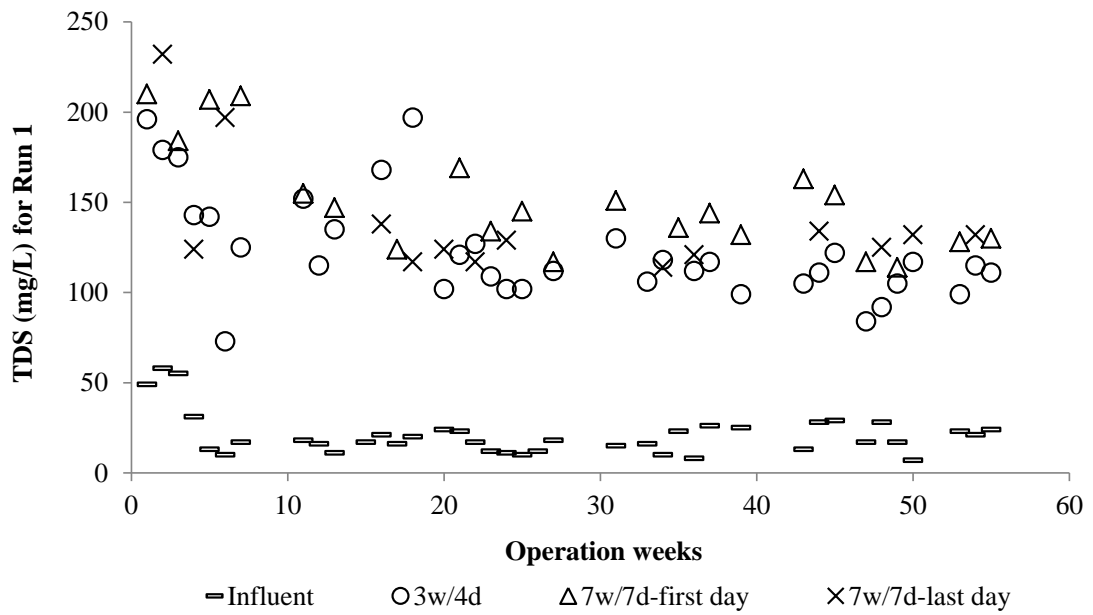 250
200
150
100
50
0
TDS (mg/L) for Run 1
0 10 20 30 40 50 60
Operation weeks
Influent 3w/4d 7w/7d-first day 7w/7d-last day